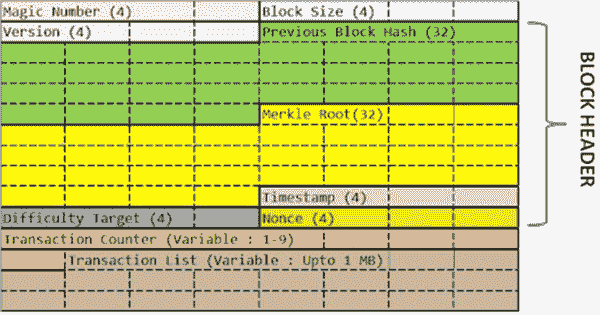 Magic Number (4)
Block Size (4)
Version (4)
Previous Block Hash (32)
Merkle Root(32)
Timestamp (4)
Difficulty Target (4)
Nonce (4)
Transaction Counter (Variable : 1-9)
Transaction List (Variable : Upto 1 MB)
BLOCK HEADER